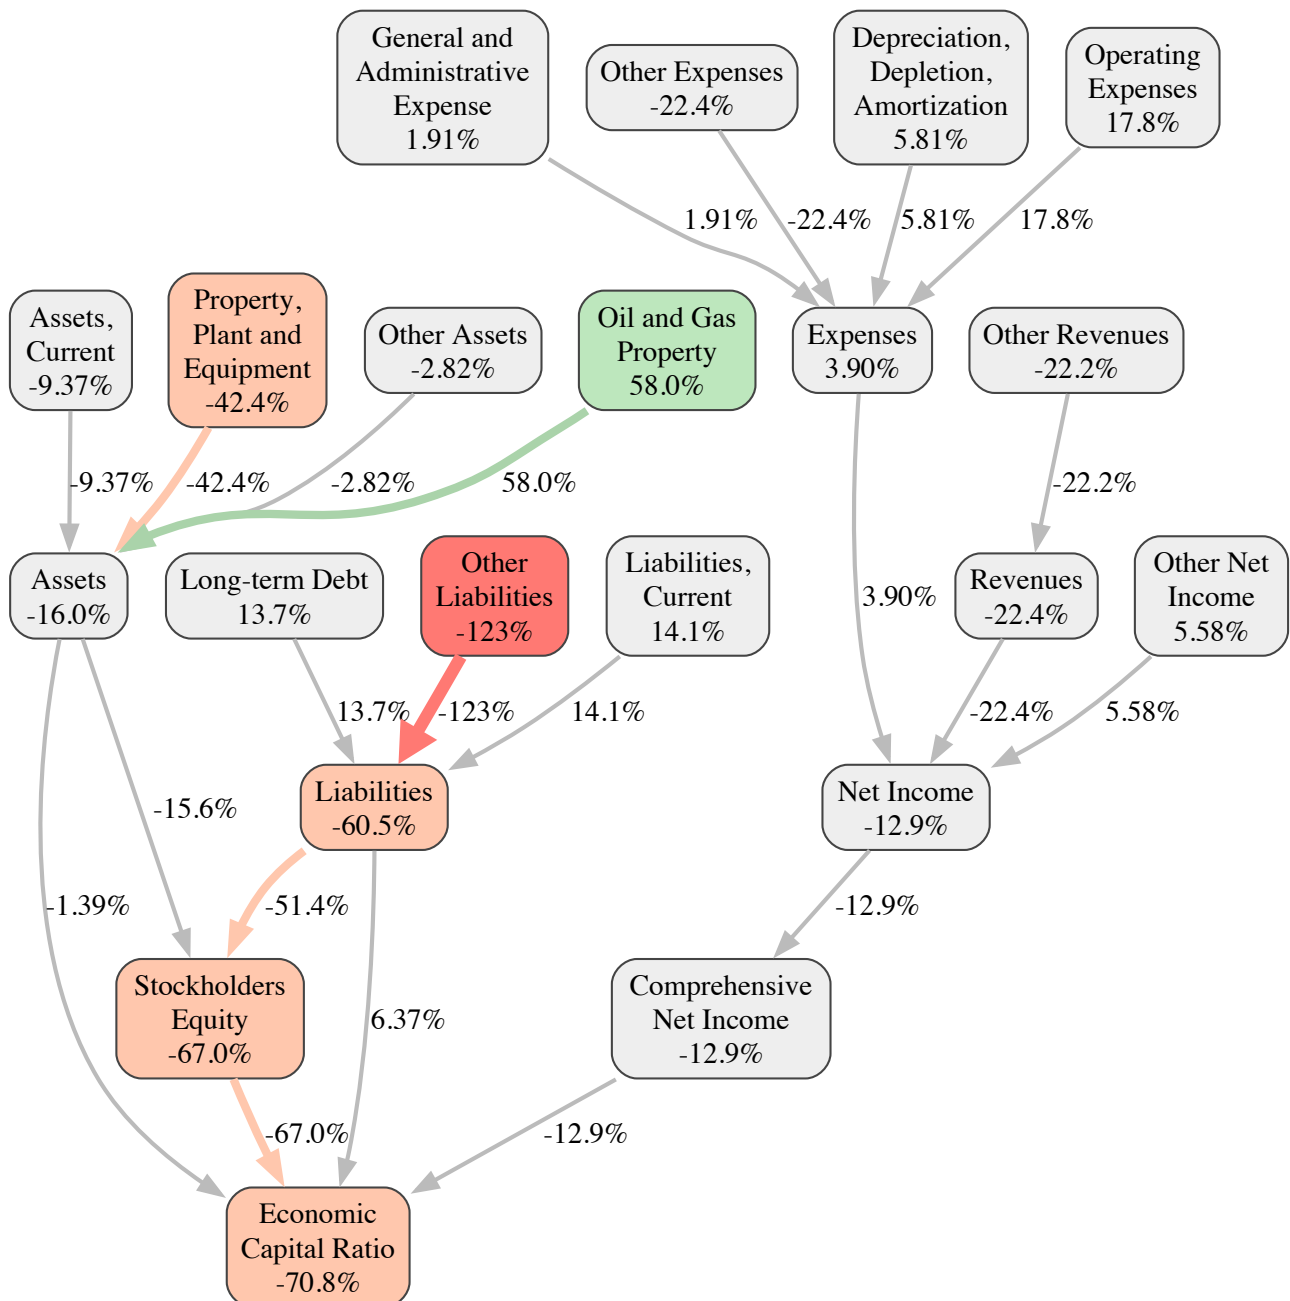 General and
Administrative
Expense
1.91%
Other Expenses
-22.4%
Depreciation,
Depletion,
Amortization
5.81%
Operating
Expenses
17.8%
1.91%
-22.4%
5.81%
17.8%
Assets,
Current
-9.37%
Property,
Plant and
Equipment
-42.4%
Other Assets
-2.82%
Oil and Gas
Property
58.0%
Expenses
3.90%
Other Revenues
-22.2%
-9.37%
-42.4%
-2.82%
58.0%
-22.2%
Assets
-16.0%
Long-term Debt
13.7%
Other
Liabilities
-123%
Liabilities,
Current
14.1%
3.90%
Revenues
-22.4%
Other Net
Income
5.58%
13.7%
-123%
14.1%
-22.4%
5.58%
-15.6%
Liabilities
-60.5%
Net Income
-12.9%
-1.39%
-51.4%
-12.9%
Stockholders
Equity
-67.0%
6.37%
Comprehensive
Net Income
-12.9%
-67.0%
-12.9%
Economic
Capital Ratio
-70.8%